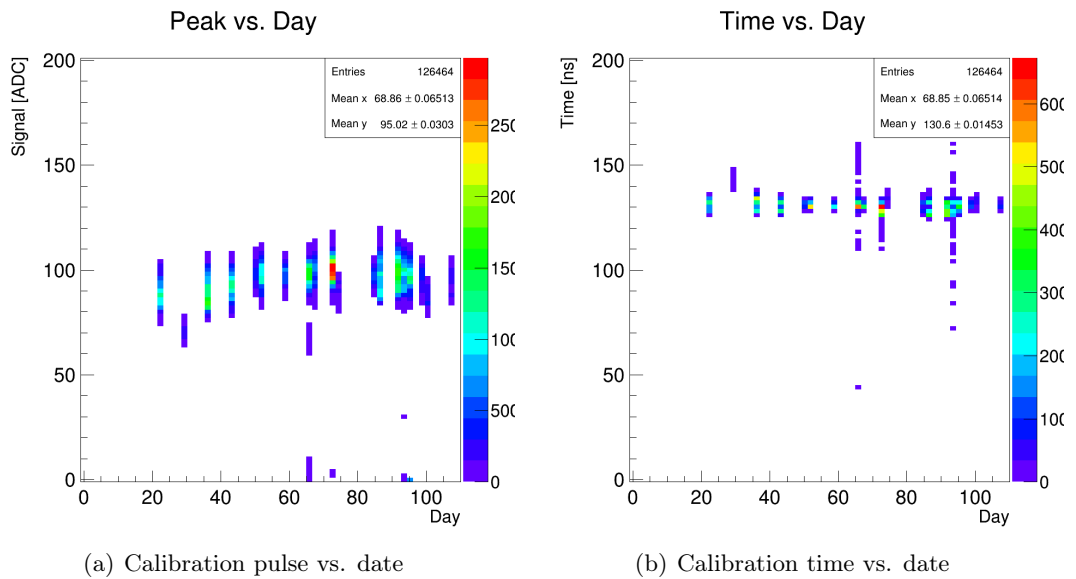 Peak vs. Day
Signal [ADC]
200
150
100
50
0
0 20 40 60 80 100
Day
Entries 126464
Mean x 68.86 ± 0.06513
Mean y 95.02 ± 0.0303
250
200
150
100
500
0
(a) Calibration pulse vs. date
Time vs. Day
Time [ns]
200
150
100
50
0
0 20 40 60 80 100
Day
Entries 126464
Mean x 68.85 ± 0.06514
Mean y 130.6 ± 0.01453
600
500
400
300
200
100
0
(b) Calibration time vs. date